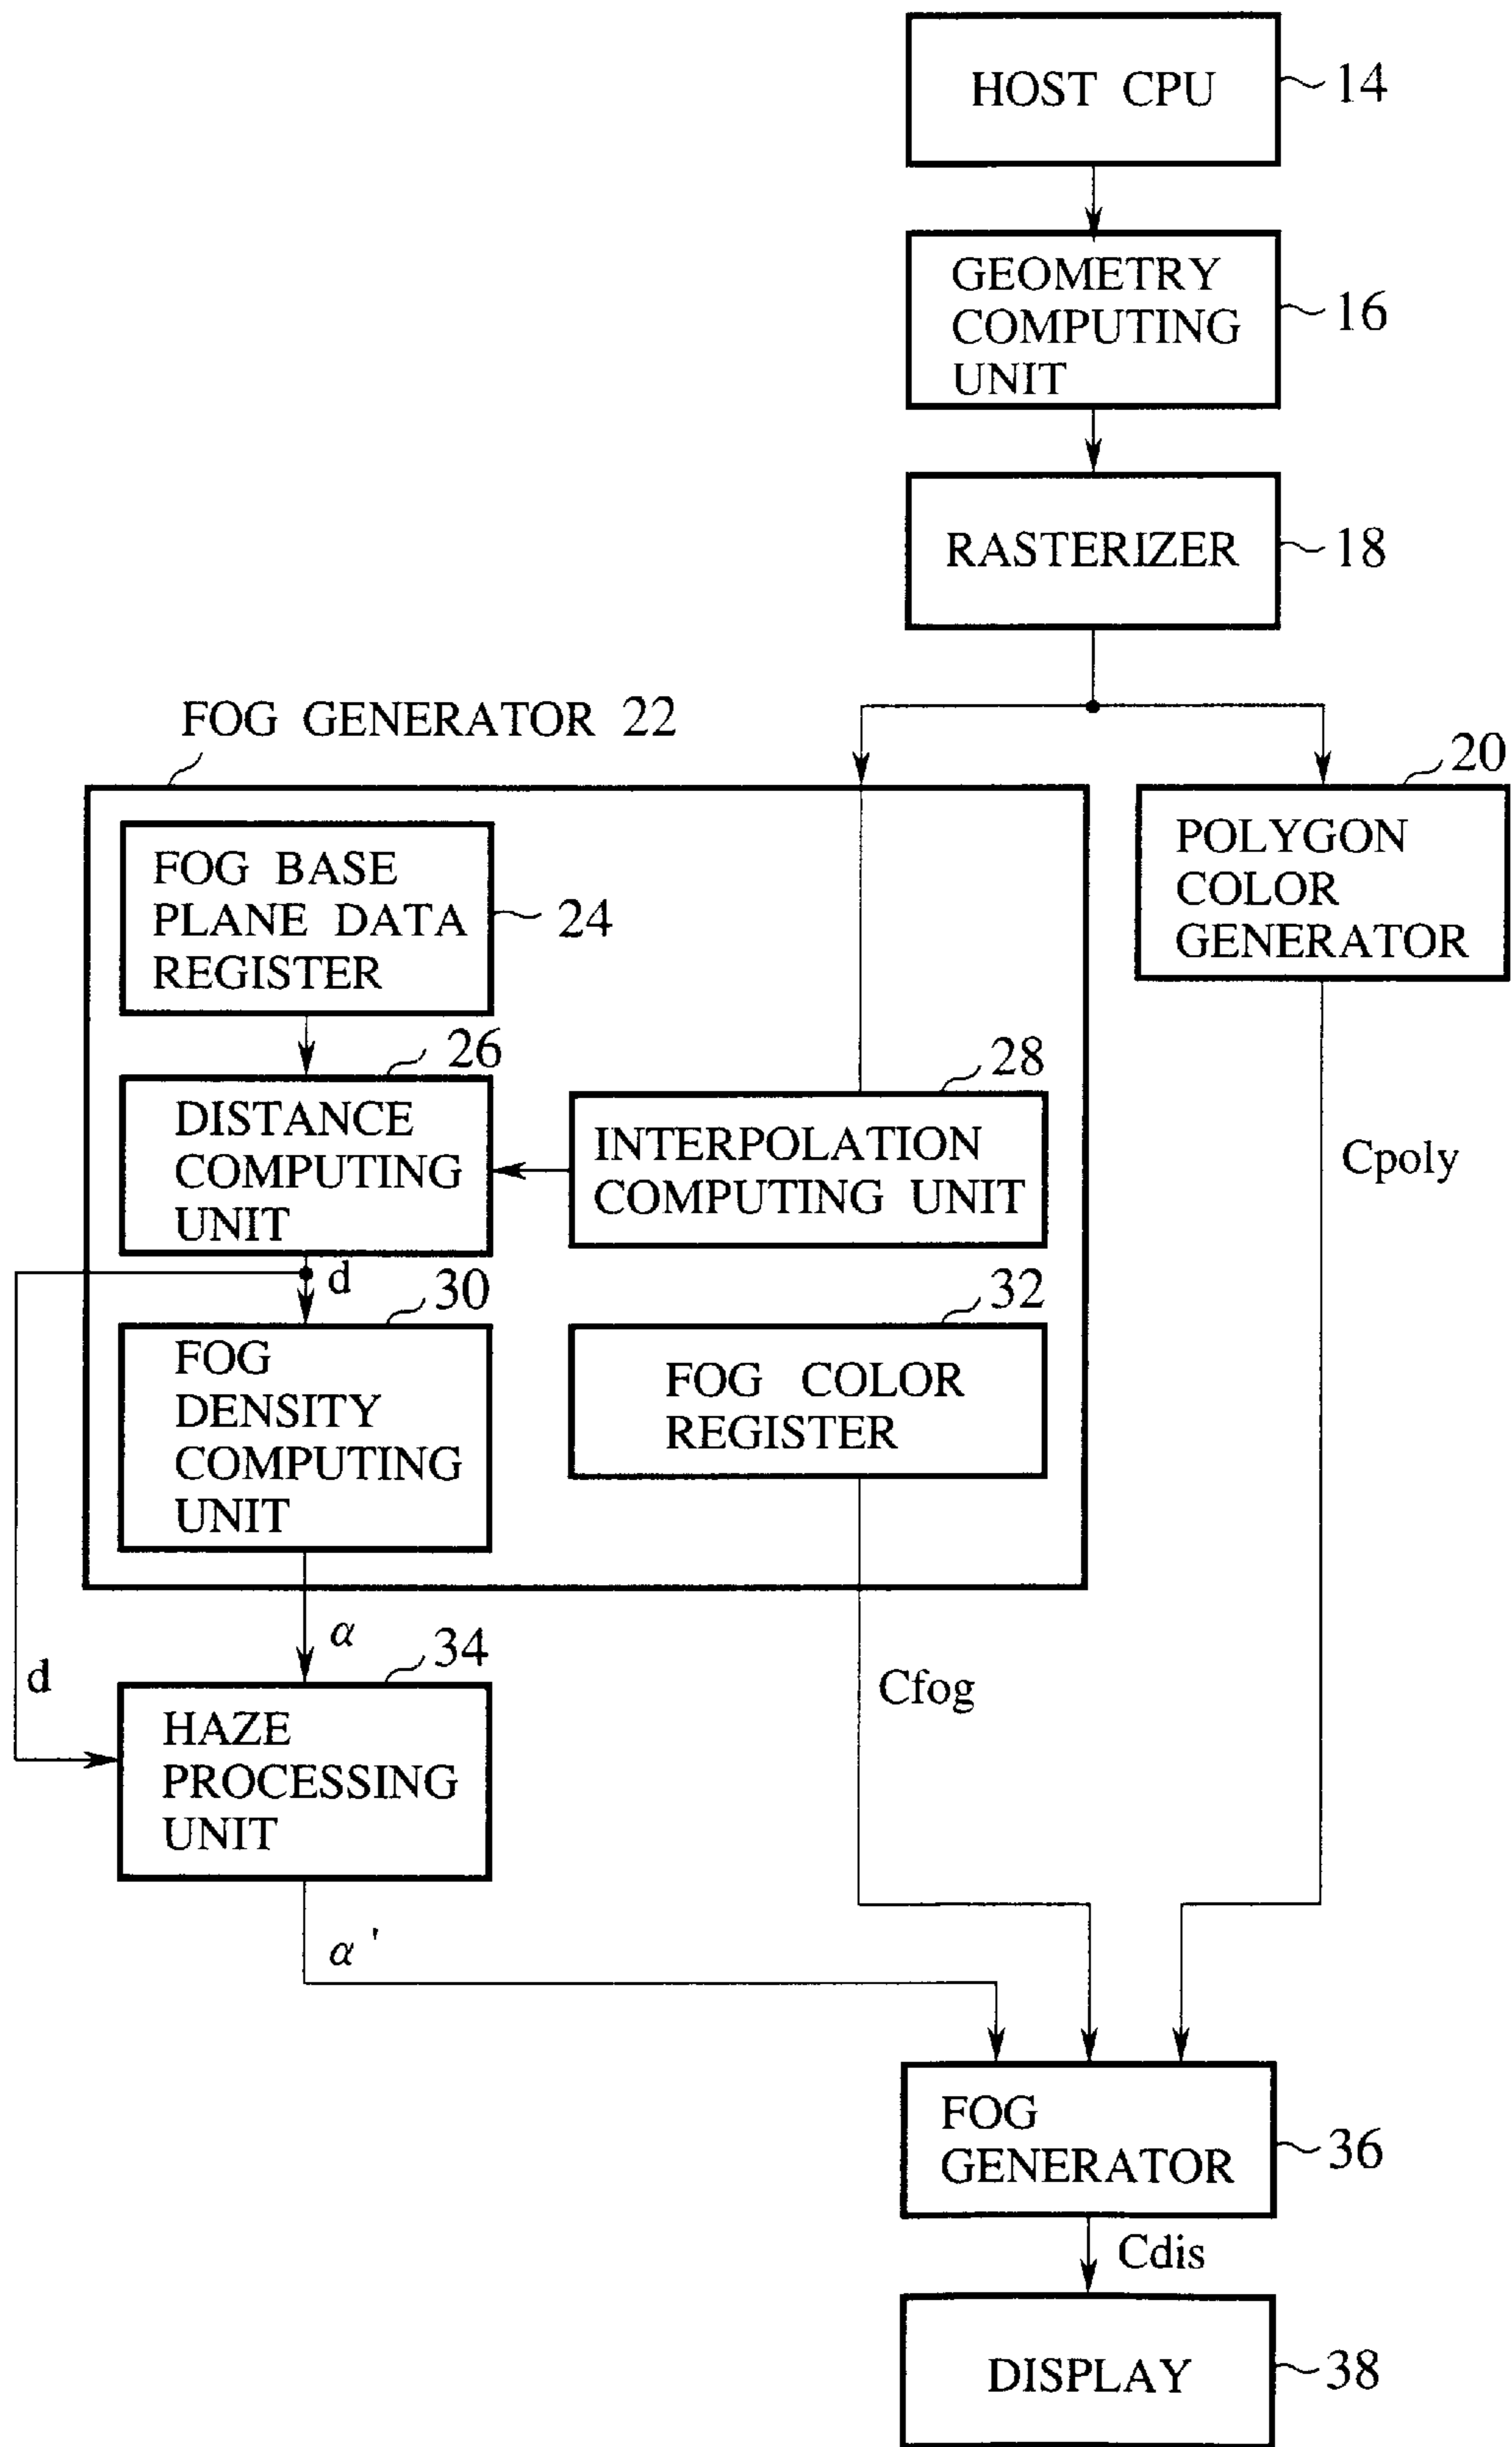 HOST CPU
14
GEOMETRY
COMPUTING
UNIT
16
RASTERIZER
18
FOG GENERATOR 22
20
POLYGON
COLOR
GENERATOR
FOG BASE
PLANE DATA
REGISTER
24
26
DISTANCE
COMPUTING
UNIT
28
INTERPOLATION
COMPUTING UNIT
Cpoly
d
30
FOG
DENSITY
COMPUTING
UNIT
32
FOG COLOR
REGISTER
α
d
34
HAZE
PROCESSING
UNIT
Cfog
α'
FOG
GENERATOR
36
Cdis
DISPLAY
38